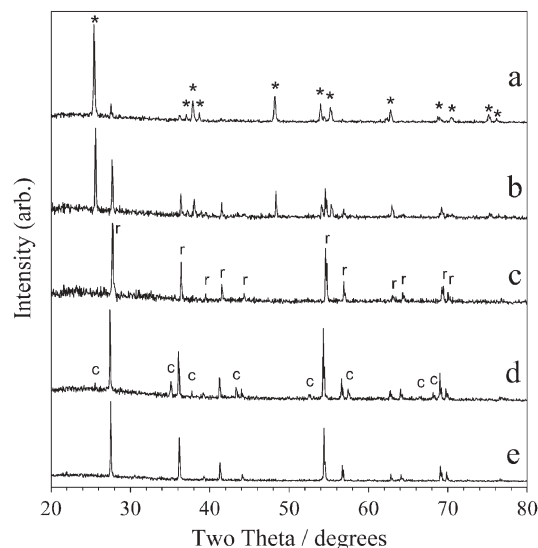 * a
* * * * * * * * * * *
b
r r r r r r r r r r c
c c c c c c c c d
e
20 30 40 50 60 70 80
Two Theta / degrees
Intensity (arb.)